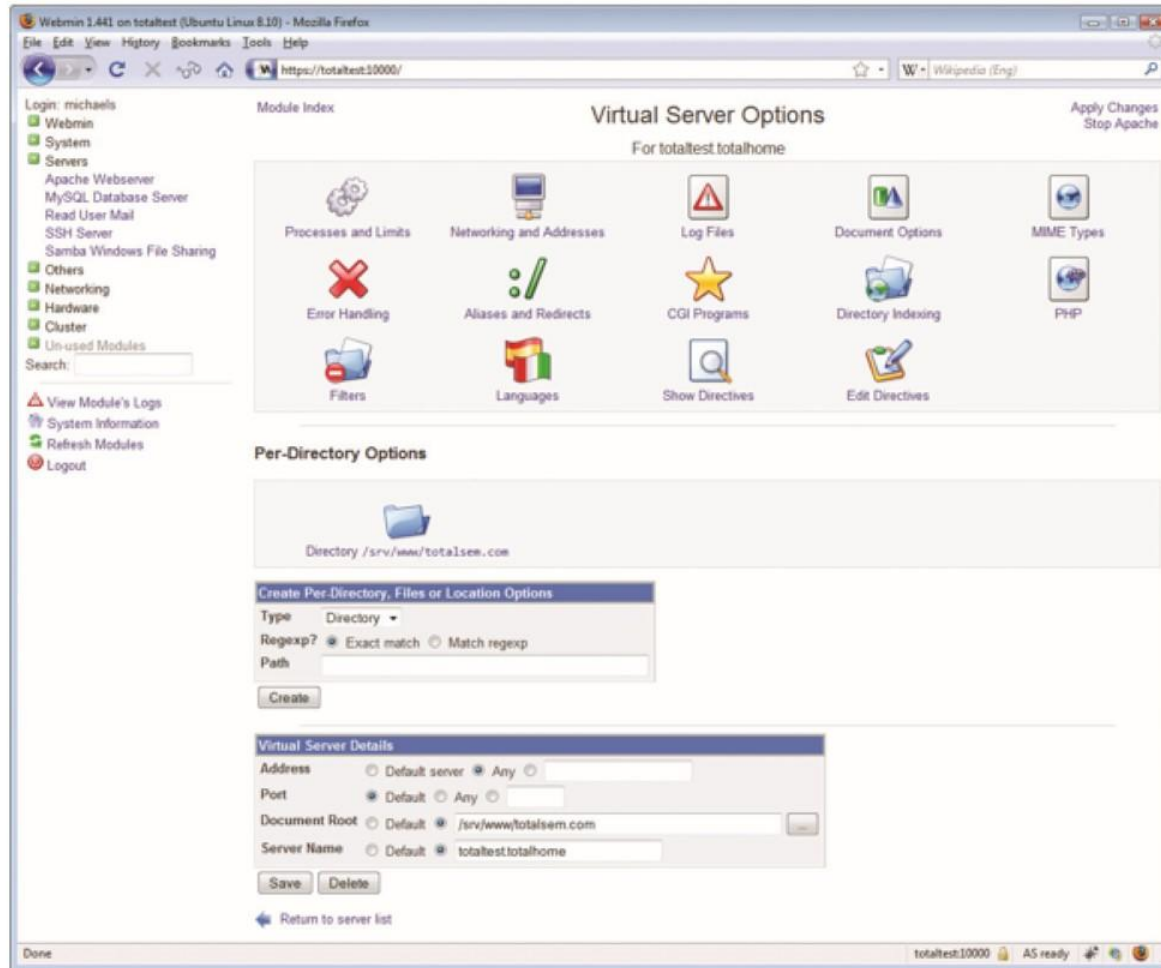 Webmin 1.441 on totaltest (Ubuntu Linux 8.10) - Mozilla Firefox
File Edit View History Bookmarks Tools Help
https://totaltest:10000/
W Wikipedia (Eng)
Login: michaels
Webmin
System
Servers
Apache Webserver
MySQL Database Server
Read User Mail
SSH Server
Samba Windows File Sharing
Others
Networking
Hardware
Cluster
Un-used Modules
Search:
View Module's Logs
System Information
Refresh Modules
Logout
Module Index
Virtual Server Options
For totaltest.totalhome
Apply Changes
Stop Apache
Processes and Limits Networking and Addresses Log Files Document Options MIME Types
Error Handling Aliases and Redirects CGI Programs Directory Indexing PHP
Filters Languages Show Directives Edit Directives
Per-Directory Options
Directory /srv/www/totalsem.com
Create Per-Directory, Files or Location Options
Type Directory
Regexp? Exact match Match regexp
Path
Create
Virtual Server Details
Address Default server Any
Port Default Any
Document Root Default /srv/www/totalsem.com ...
Server Name Default totaltest.totalhome
Save Delete
Return to server list
Done totaltest:10000 AS ready